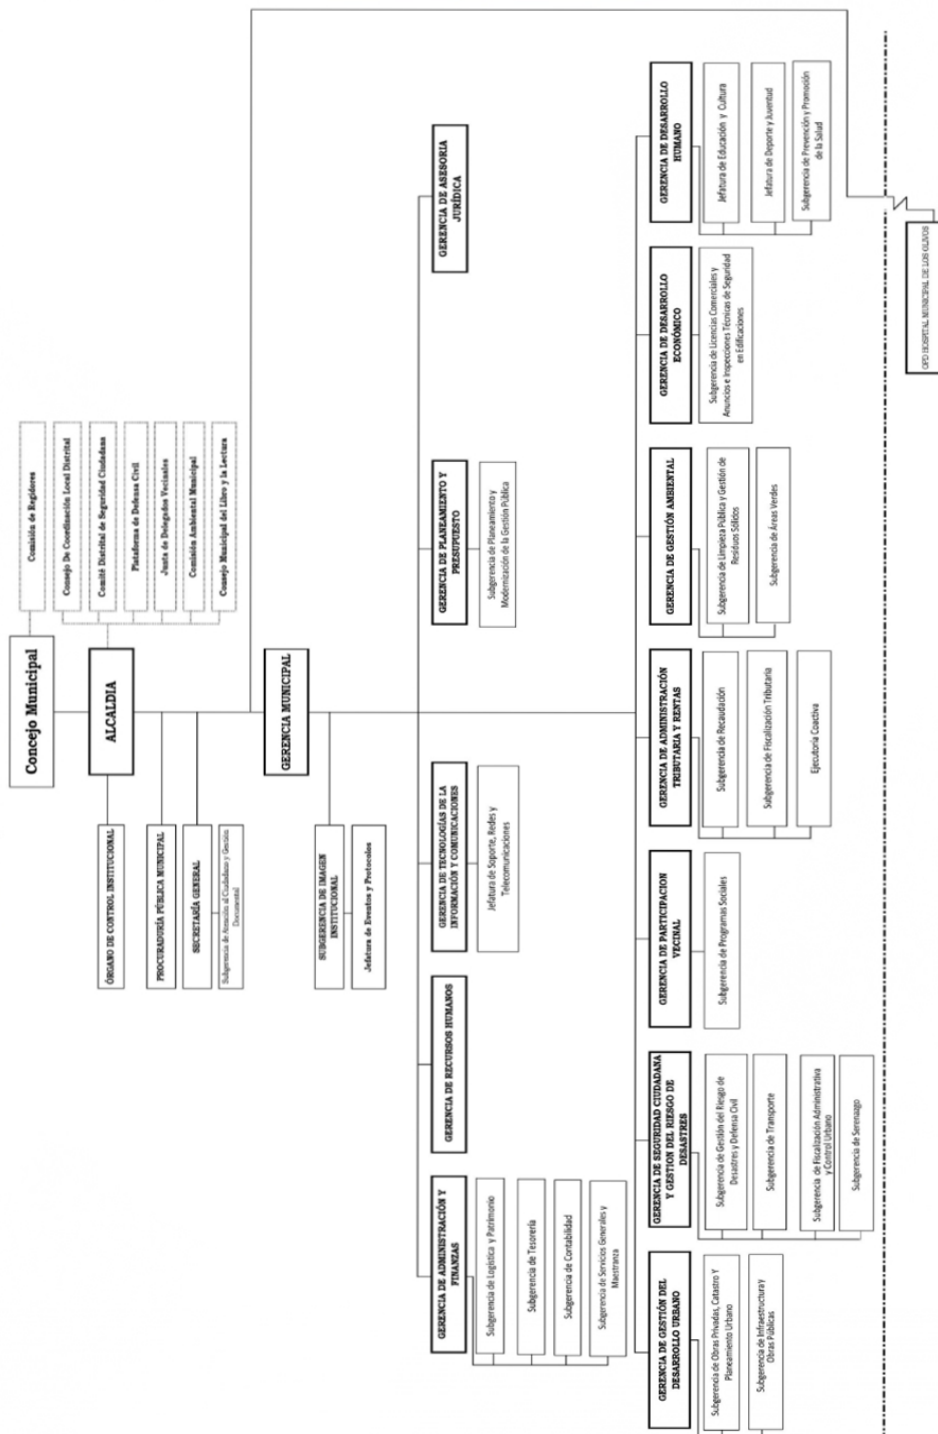 Concejo Municipal
Comisión de Regidores
ALCALDIA
Consejo De Coordinación Local Distrital
Comité Distrital de Seguridad Ciudadana
Plataforma de Defensa Civil
Junta de Delegados Vecinales
Comisión Ambiental Municipal
Consejo Municipal del Libro y la Lectura
ÓRGANO DE CONTROL INSTITUCIONAL
PROCURADURÍA PÚBLICA MUNICIPAL
SECRETARÍA GENERAL
Subgerencia de Atención al Ciudadano y Gestión
Documental
GERENCIA MUNICIPAL
SUBGERENCIA DE IMAGEN
INSTITUCIONAL
Jefatura de Eventos y Protocolos
GERENCIA DE ADMINISTRACIÓN Y
FINANZAS
Subgerencia de Logística y Patrimonio
Subgerencia de Tesorería
Subgerencia de Contabilidad
Subgerencia de Servicios Generales y
Maestranza
GERENCIA DE RECURSOS HUMANOS
GERENCIA DE TECNOLOGÍAS DE LA
INFORMACIÓN Y COMUNICACIONES
Jefatura de Soporte, Redes y
Telecomunicaciones
GERENCIA DE PLANEAMIENTO Y
PRESUPUESTO
Subgerencia de Planeamiento y
Modernización de la Gestión Pública
GERENCIA DE ASESORIA
JURÍDICA
GERENCIA DE GESTIÓN DEL
DESARROLLO URBANO
Subgerencia de Obras Privadas, Catastro Y
Planeamiento Urbano
Subgerencia de Infraestructura y
Obras Públicas
GERENCIA DE SEGURIDAD CIUDADANA
Y GESTION DEL RIESGO DE
DESASTRES
Subgerencia de Gestión del Riesgo de
Desastres y Defensa Civil
Subgerencia de Transporte
Subgerencia de Fiscalización Administrativa
y Control Urbano
Subgerencia de Serenazgo
GERENCIA DE PARTICIPACION
VECINAL
Subgerencia de Programas Sociales
GERENCIA DE ADMINISTRACIÓN
TRIBUTARIA Y RENTAS
Subgerencia de Recaudación
Subgerencia de Fiscalización Tributaria
Ejecutoría Coactiva
GERENCIA DE GESTIÓN AMBIENTAL
Subgerencia de Limpieza Pública y Gestión de
Residuos Sólidos
Subgerencia de Áreas Verdes
GERENCIA DE DESARROLLO
ECONÓMICO
Subgerencia de Licencias Comerciales y
Anuncios e Inspecciones Técnicas de Seguridad
en Edificaciones
GERENCIA DE DESARROLLO
HUMANO
Jefatura de Educación y Cultura
Jefatura de Deporte y Juventud
Subgerencia de Prevención y Promoción
de la Salud
OPD HOSPITAL MUNICIPAL DE LOS OLIVOS